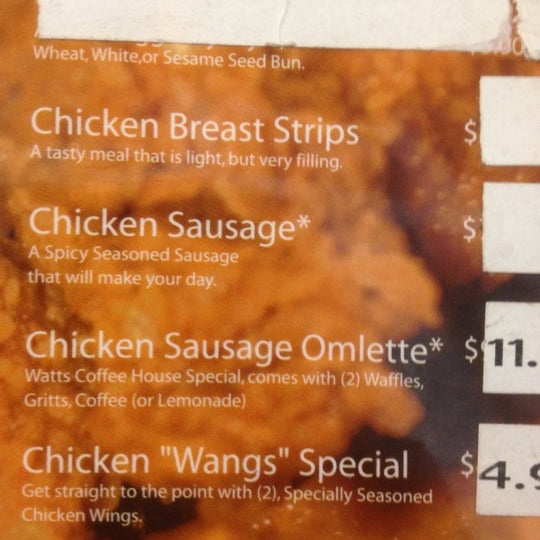 Wheat, White,or Sesame Seed Bun.
Chicken Breast Strips $
A tasty meal that is light, but very filling.
Chicken Sausage* $
A Spicy Seasoned Sausage
that will make your day.
Chicken Sausage Omlette* $11.
Watts Coffee House Special, comes with (2) Waffles,
Gritts, Coffee (or Lemonade)
Chicken "Wangs" Special $4.9
Get straight to the point with (2), Specially Seasoned
Chicken Wings.